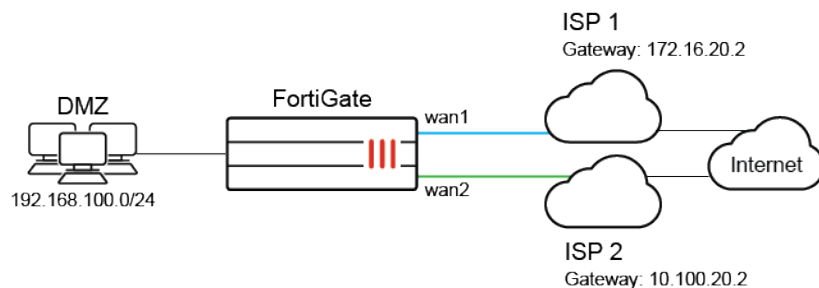 ISP 1
Gateway: 172.16.20.2
FortiGate
DMZ
wan1
Internet
192.168.100.0/24
wan2
ISP 2
Gateway: 10.100.20.2